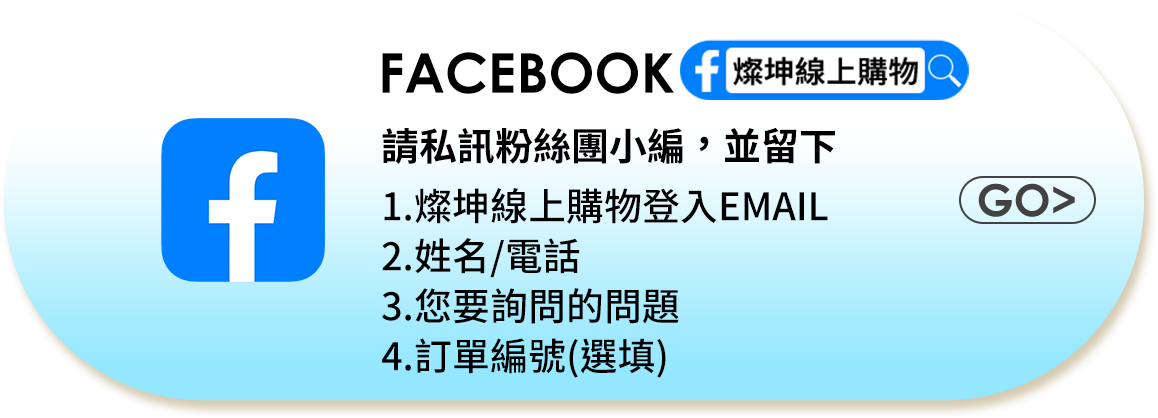 FACEBOOK 燦坤線上購物
請私訊粉絲團小編，並留下
1.燦坤線上購物登入EMAIL
GO>
2.姓名/電話
3.您要詢問的問題
4.訂單編號(選填)